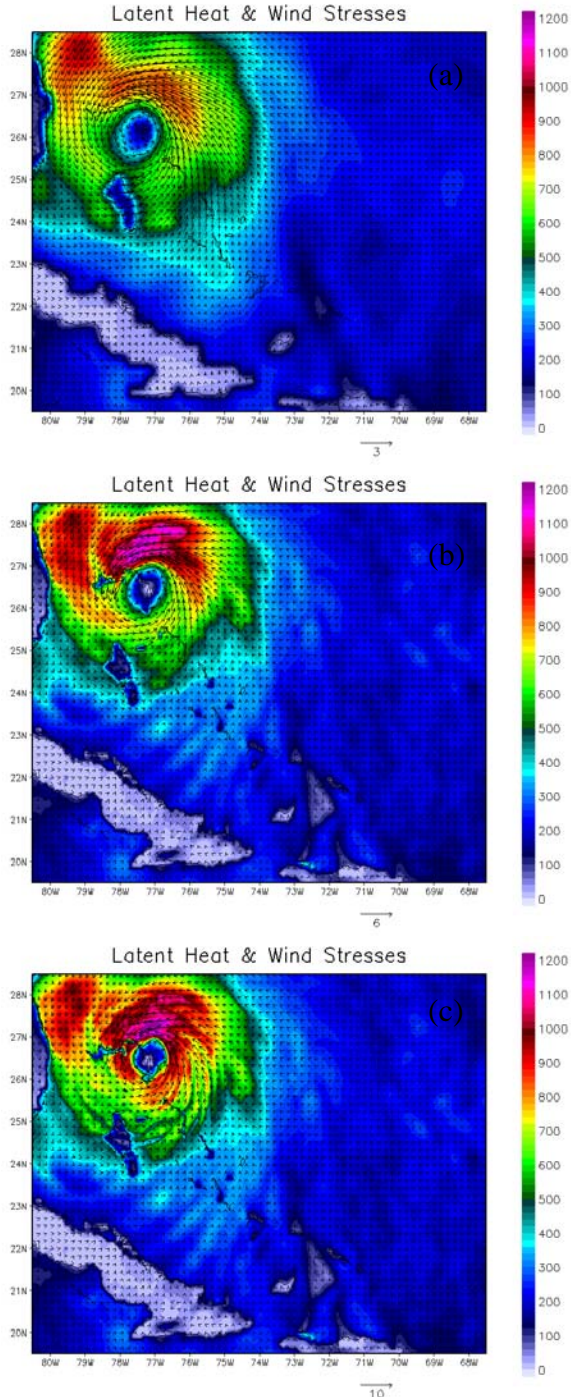 Latent Heat & Wind Stresses
(a)
28N
27N
26N
25N
24N
23N
22N
21N
20N
80W 79W 78W 77W 76W 75W 74W 73W 72W 71W 70W 69W 68W
3
1200
1100
1000
900
800
700
600
500
400
300
200
100
0
Latent Heat & Wind Stresses
(b)
28N
27N
26N
25N
24N
23N
22N
21N
20N
80W 79W 78W 77W 76W 75W 74W 73W 72W 71W 70W 69W 68W
6
1200
1100
1000
900
800
700
600
500
400
300
200
100
0
Latent Heat & Wind Stresses
(c)
28N
27N
26N
25N
24N
23N
22N
21N
20N
80W 79W 78W 77W 76W 75W 74W 73W 72W 71W 70W 69W 68W
10
1200
1100
1000
900
800
700
600
500
400
300
200
100
0